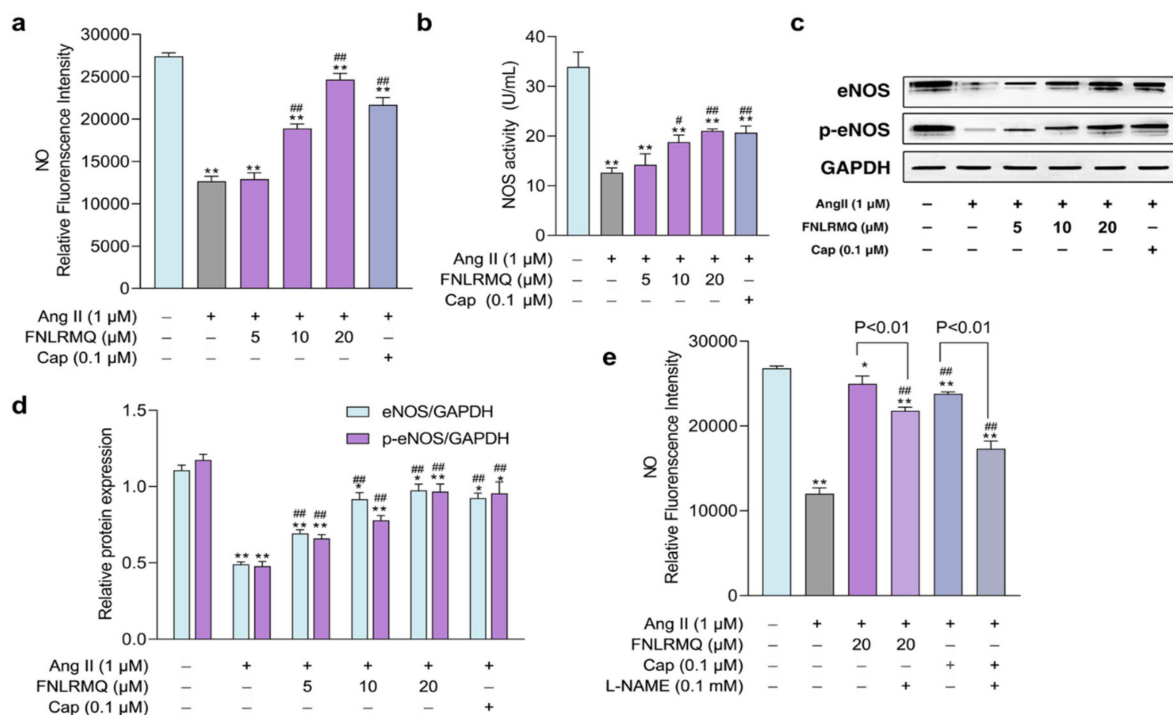 a
30000
25000
20000
15000
10000
5000
0
NO
Relative Fluorescence Intensity
** ** ## ** ## ** ## **
Ang II (1 μM) – + + + + +
FNLRMQ (μM) – – 5 10 20 –
Cap (0.1 μM) – – – – – +
b
40
30
20
10
0
NOS activity (U/mL)
** ** # ** ## ** ## **
Ang II (1 μM) – + + + + +
FNLRMQ (μM) – – 5 10 20 –
Cap (0.1 μM) – – – – – +
c
eNOS
p-eNOS
GAPDH
AngII (1 μM) – + + + + +
FNLRMQ (μM) – – 5 10 20 –
Cap (0.1 μM) – – – – – +
d
1.5
1.0
0.5
0.0
Relative protein expression
eNOS/GAPDH
p-eNOS/GAPDH
** ** ## ** ## ** ## * ## ** ## * ## ** ## * ## *
Ang II (1 μM) – + + + + +
FNLRMQ (μM) – – 5 10 20 –
Cap (0.1 μM) – – – – – +
e
P<0.01 P<0.01
30000
20000
10000
0
NO
Relative Fluorescence Intensity
** * ## ** ## ** ## **
Ang II (1 μM) – + + + + +
FNLRMQ (μM) – – 20 20 – –
Cap (0.1 μM) – – – – + +
L-NAME (0.1 mM) – – – + – +